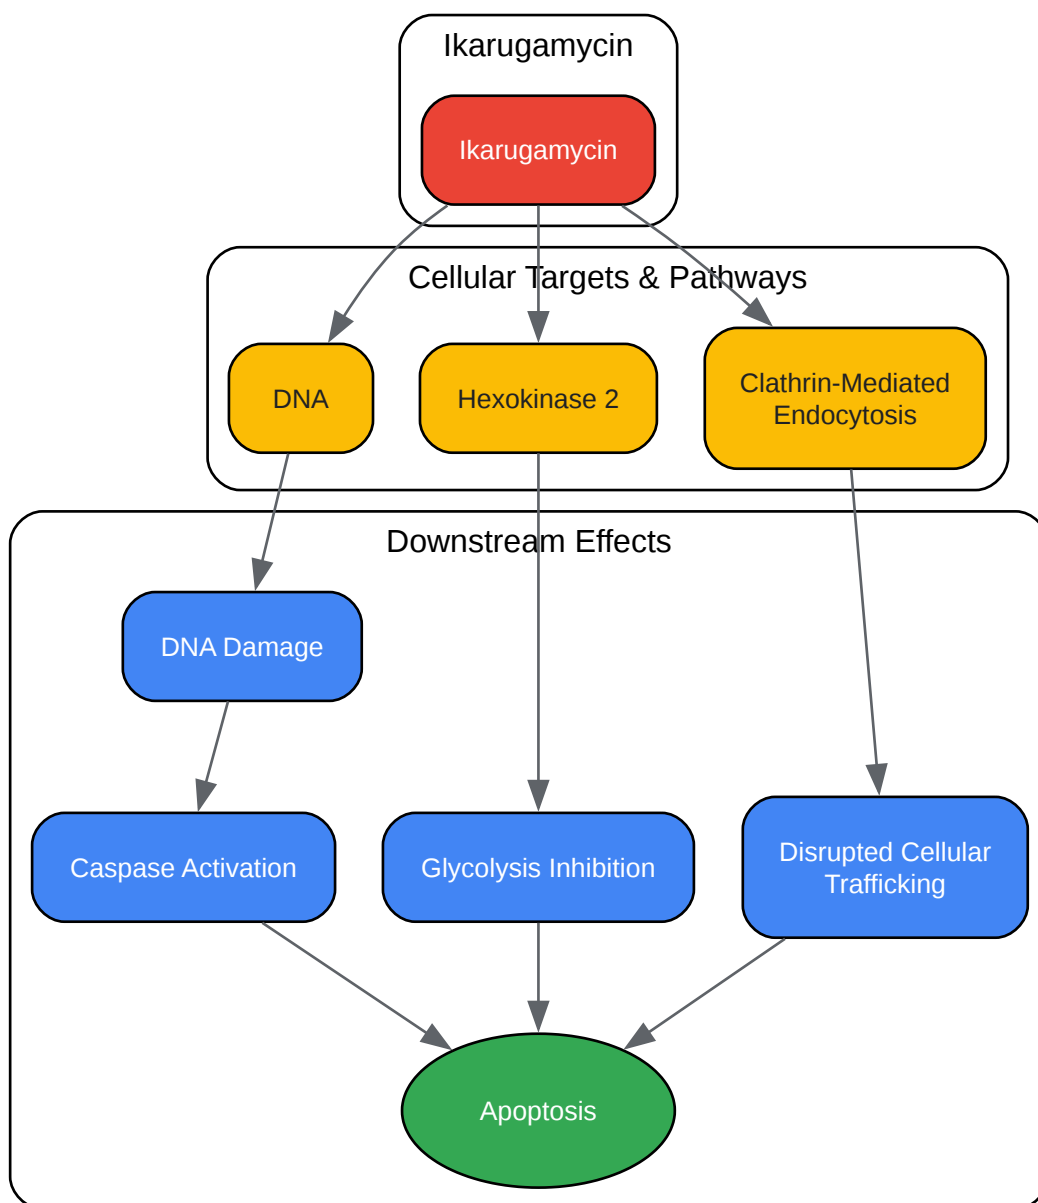 Ikarugamycin
Ikarugamycin
Cellular Targets & Pathways
DNA
Hexokinase 2
Clathrin-Mediated
Endocytosis
Downstream Effects
DNA Damage
Caspase Activation
Glycolysis Inhibition
Disrupted Cellular
Trafficking
Apoptosis